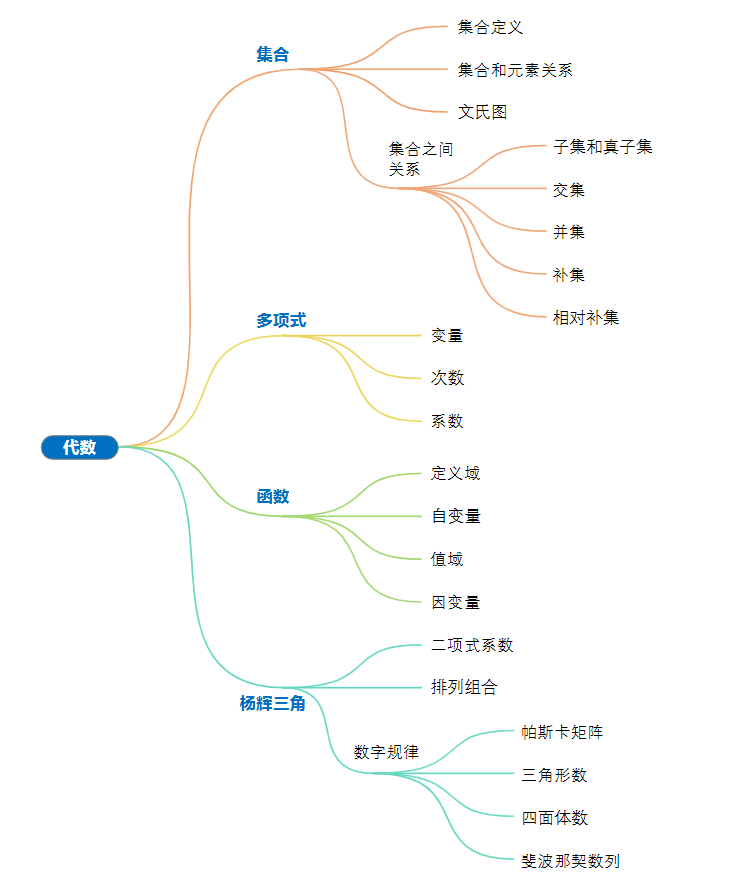 集合定义
集合
集合和元素关系
文氏图
集合之间
关系
子集和真子集
交集
并集
补集
相对补集
多项式
变量
次数
系数
代数
定义域
函数
自变量
值域
因变量
二项式系数
排列组合
杨辉三角
数字规律
帕斯卡矩阵
三角形数
四面体数
斐波那契数列